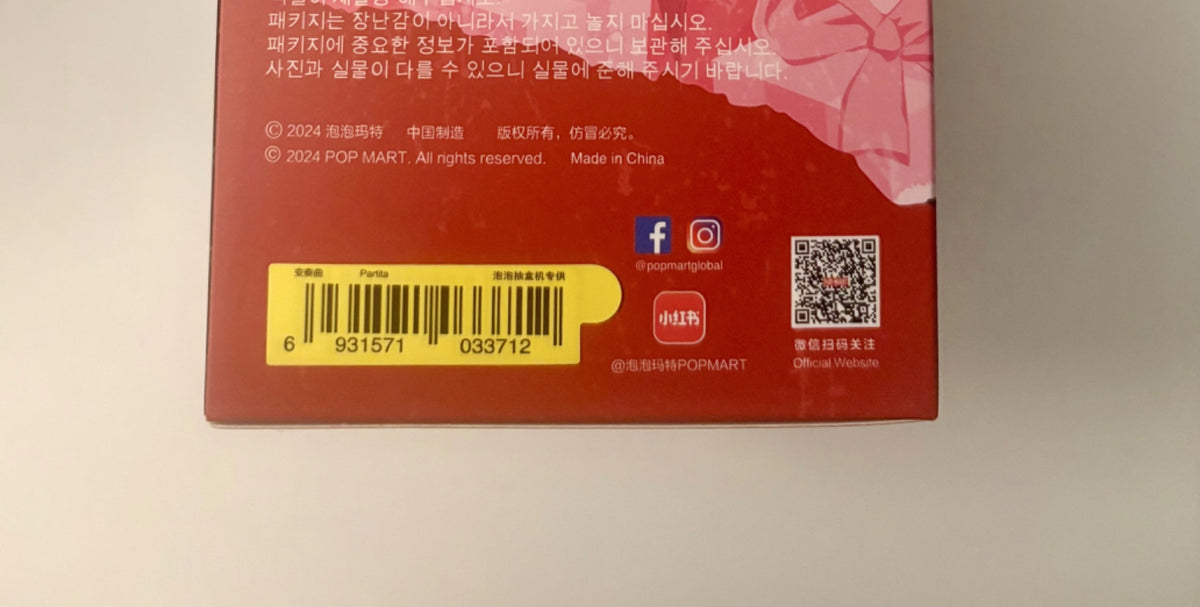 패키지는 장난감이 아니라서 가지고 놀지 마십시오.
패키지에 중요한 정보가 포함되어 있으니 보관해 주십시오.
사진과 실물이 다를 수 있으니 실물에 준해 주시기 바랍니다.
© 2024 泡泡玛特 中国制造 版权所有，仿冒必究。
© 2024 POP MART. All rights reserved. Made in China
@popmartglobal
变奏曲 Partita 泡泡抽盒机专供
6 931571 033712
小红书
@泡泡玛特POPMART
微信扫码关注
Official Website